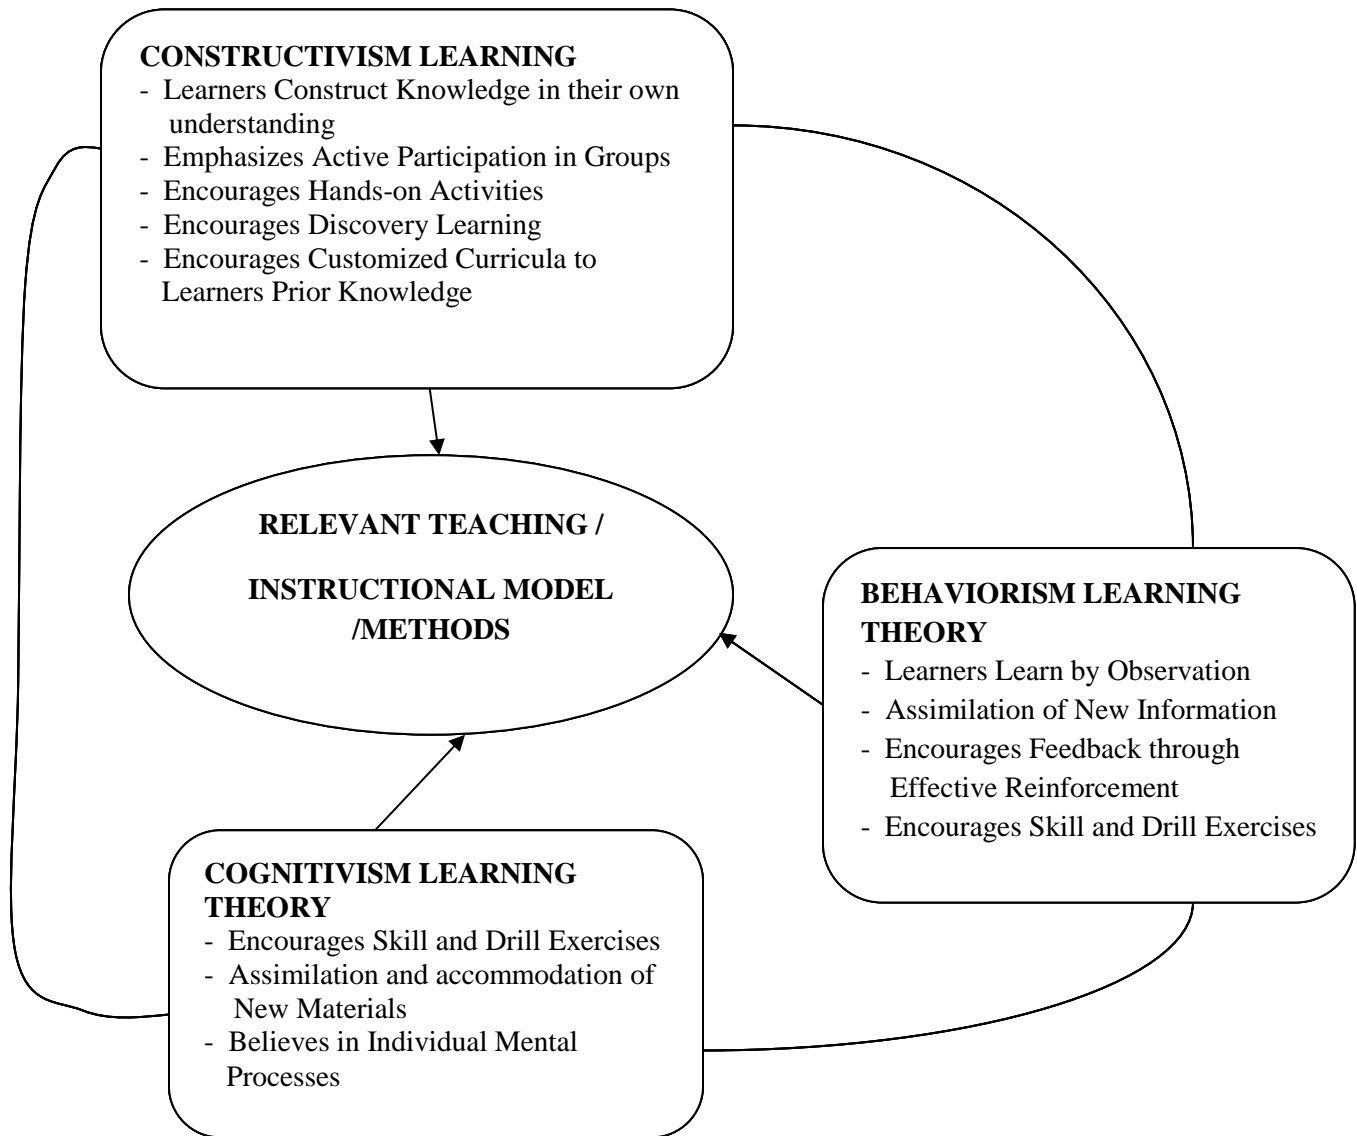 CONSTRUCTIVISM LEARNING
- Learners Construct Knowledge in their own
understanding
- Emphasizes Active Participation in Groups
- Encourages Hands-on Activities
- Encourages Discovery Learning
- Encourages Customized Curricula to
Learners Prior Knowledge
RELEVANT TEACHING /
INSTRUCTIONAL MODEL
/METHODS
BEHAVIORISM LEARNING
THEORY
- Learners Learn by Observation
- Assimilation of New Information
- Encourages Feedback through
Effective Reinforcement
- Encourages Skill and Drill Exercises
COGNITIVISM LEARNING
THEORY
- Encourages Skill and Drill Exercises
- Assimilation and accommodation of
New Materials
- Believes in Individual Mental
Processes